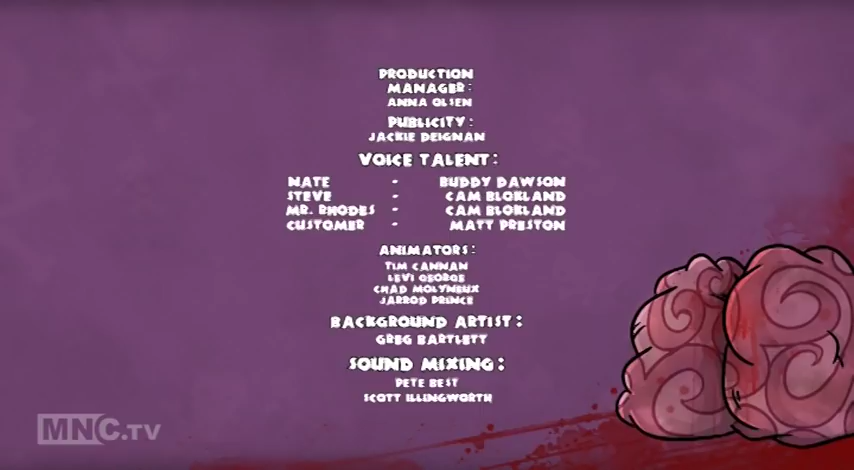 PRODUCTION
MANAGER:
ANNA OLSEN
PUBLICITY:
JACKIE DEIGNAN
VOICE TALENT:
NATE - BUDDY DAWSON
STEVE - CAM BLOKLAND
MR. RHODES - CAM BLOKLAND
CUSTOMER - MATT PRESTON
ANIMATORS:
TIM CANNAN
LEVI GEORGE
CHAD MOLYNEUX
JARROD PRINCE
BACKGROUND ARTIST:
GREG BARTLETT
SOUND MIXING:
PETE BEST
SCOTT ILLINGWORTH
MNC.TV